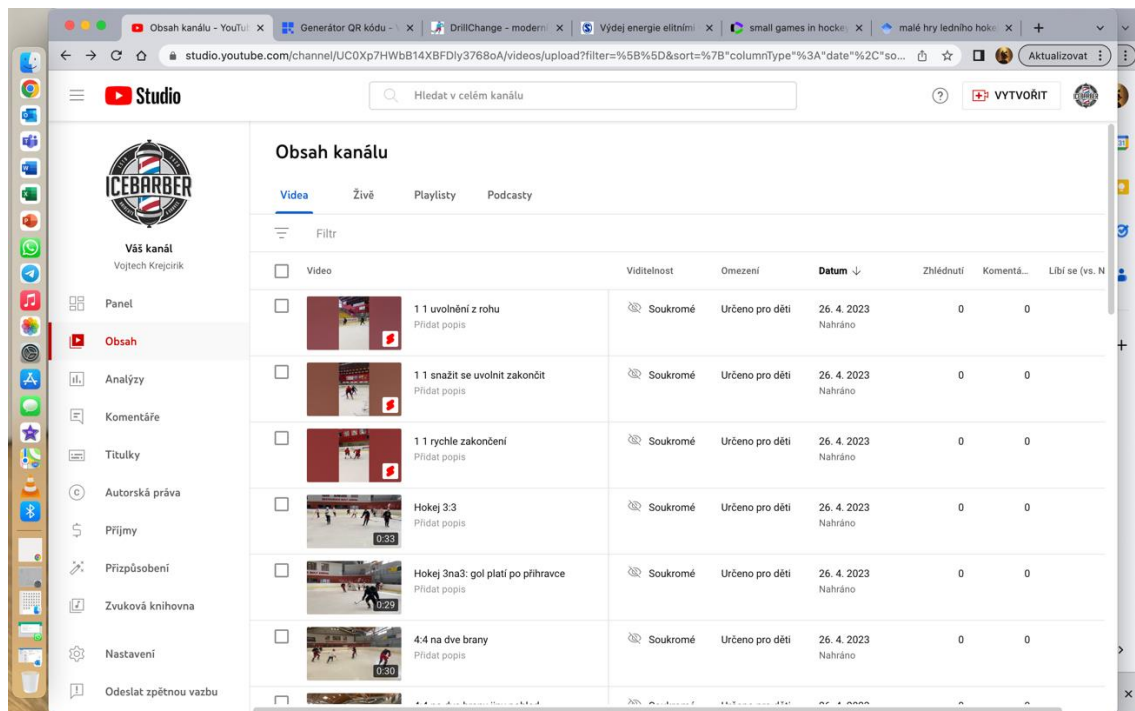 Obsah kanálu - YouTu
Generátor QR kódu -
DrillChange - moderní
Výdej energie elitními
small games in hockey
malé hry ledního hoke
studio.youtube.com/channel/UC0Xp7HWbB14XBFDly3768oA/videos/upload?filter=%5B%5D&sort=%7B"columnType"%3A"date"%2C"so...
Aktualizovat
Studio
Hledat v celém kanálu
VYTVOŘIT
ICEBARBER
Váš kanál
Vojtech Krejcirik
Panel
Obsah
Analýzy
Komentáře
Titulky
Autorská práva
Příjmy
Přizpůsobení
Zvuková knihovna
Nastavení
Odeslat zpětnou vazbu
Obsah kanálu
Videa Živě Playlisty Podcasty
Filtr
Video Viditelnost Omezení Datum ↓ Zhlédnutí Komentá... Líbí se (vs. N
1 1 uvolnění z rohu Soukromé Určeno pro děti 26. 4. 2023 0 0
Přidat popis Nahráno
1 1 snažit se uvolnit zakončit Soukromé Určeno pro děti 26. 4. 2023 0 0
Přidat popis Nahráno
1 1 rychle zakončení Soukromé Určeno pro děti 26. 4. 2023 0 0
Přidat popis Nahráno
Hokej 3:3 Soukromé Určeno pro děti 26. 4. 2023 0 0
Přidat popis Nahráno
0:33
Hokej 3na3: gol platí po přihravce Soukromé Určeno pro děti 26. 4. 2023 0 0
Přidat popis Nahráno
0:29
4:4 na dve brany Soukromé Určeno pro děti 26. 4. 2023 0 0
Přidat popis Nahráno
0:30